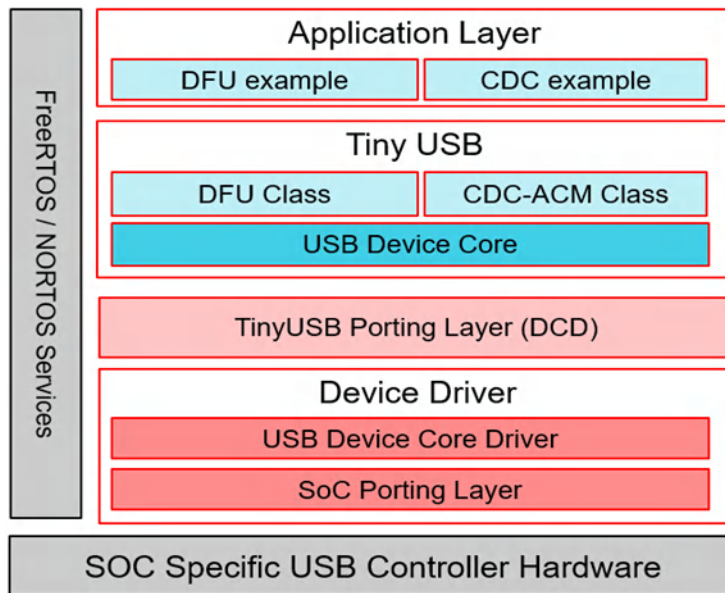 FreeRTOS / NORTOS Services
Application Layer
DFU example
CDC example
Tiny USB
DFU Class
CDC-ACM Class
USB Device Core
TinyUSB Porting Layer (DCD)
Device Driver
USB Device Core Driver
SoC Porting Layer
SOC Specific USB Controller Hardware